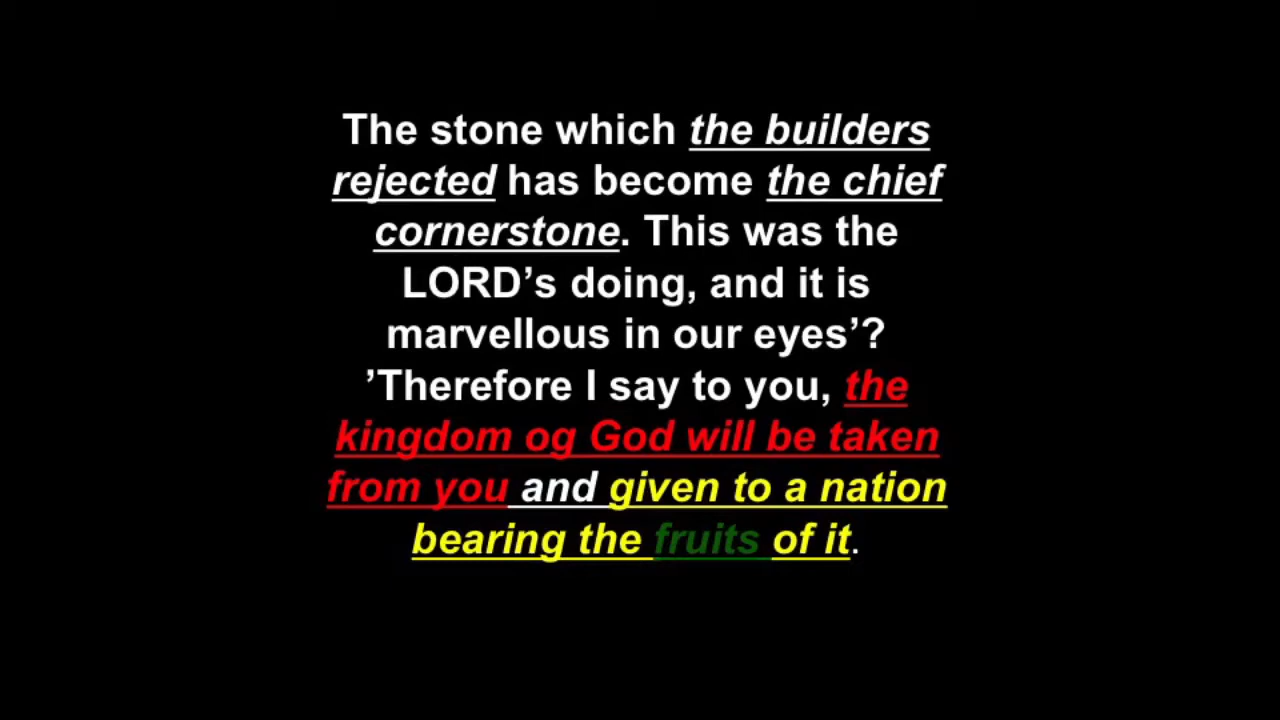 The stone which the builders
rejected has become the chief
cornerstone. This was the
LORD’s doing, and it is
marvellous in our eyes’?
’Therefore I say to you, the
kingdom og God will be taken
from you and given to a nation
bearing the fruits of it.